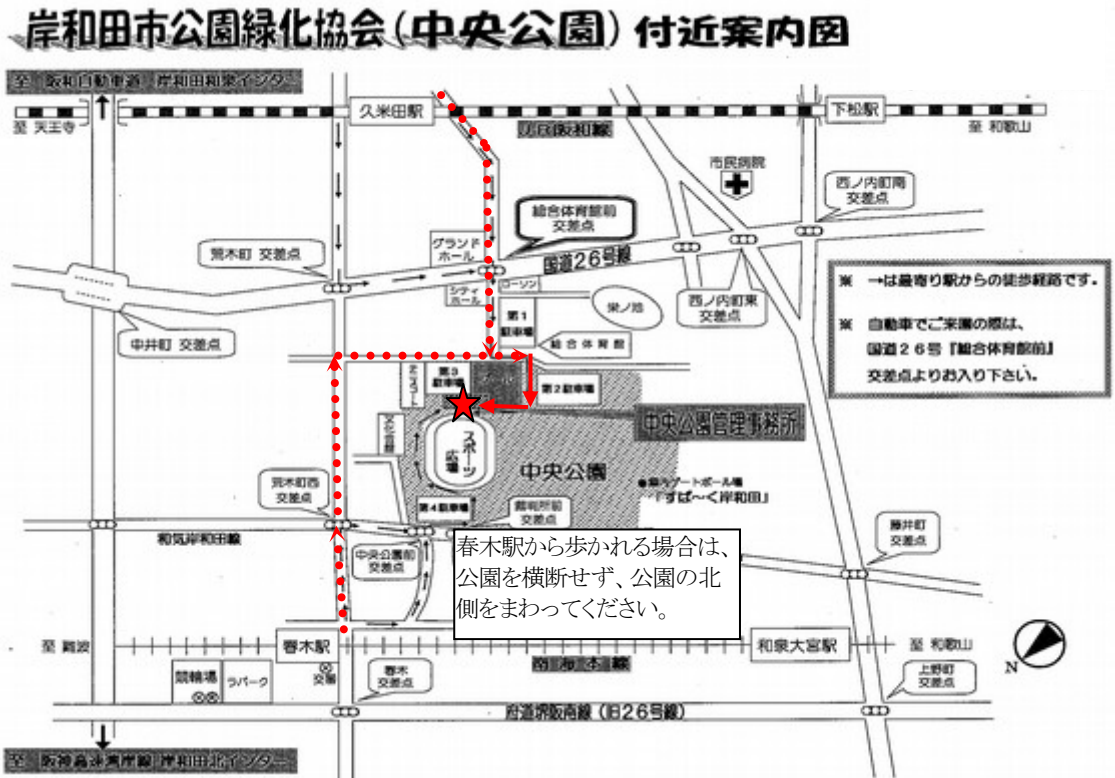 岸和田市公園緑化協会(中央公園)付近案内図
至 阪和自動車道 岸和田和泉インター
至 天王寺
久米田駅
JR阪和線
下松駅
至 和歌山
市民病院
西ノ内町南
交差点
総合体育館前
交差点
グランド
ホール
荒木町 交差点
国道26号線
シティ
ホール
ローソン
栄ノ池
西ノ内町東
交差点
※ →は最寄り駅からの徒歩経路です。
※ 自動車でご来園の際は、
国道26号『総合体育館前』
交差点よりお入り下さい。
中井町 交差点
第1
駐車場
総合体育館
第3
駐車場
第2駐車場
中央公園管理事務所
文化会館
スポーツ
広場
中央公園
『すぱ~く岸和田』
荒木町西
交差点
第4駐車場
裁判所前
交差点
藤井町
交差点
和気岸和田線
中央公園前
交差点
春木駅から歩かれる場合は、
公園を横断せず、公園の北
側をまわってください。
至 難波
春木駅
南海本線
和泉大宮駅
至 和歌山
N
競輪場
ラパーク
交番
春木
交差点
上野町
交差点
府道堺阪南線(旧26号線)
至 阪神高速湾岸線 岸和田北インター